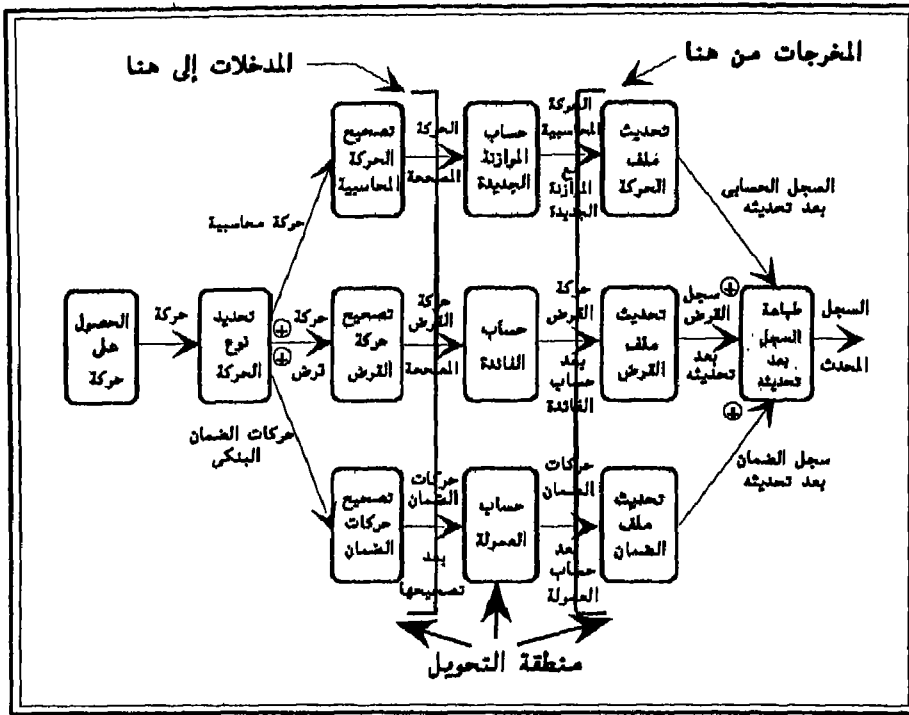 المخرجات من هنا
المدخلات إلى هنا
تصحيح
الحركة
المحاسبية
الحركة
المصححة
حساب
الموازنة
الجديدة
الحركة
المحاسبية
مع
الموازنة
الجديدة
تحديث
ملف
الحركة
السجل الحسابى
بعد تحديثه
حركة محاسبية
الحصول
على
حركة
حركة
تحديد
نوع
الحركة
حركة
قرض
تصحيح
حركة
القرض
حركة
القرض
المصححة
حساب
الفائدة
حركة
القرض
بعد
حساب
الفائدة
تحديث
ملف
القرض
سجل
القرض
بعد
تحديثه
طباعة
السجل
بعد
تحديثه
السجل
المحدث
حركات الضمان
البنكى
تصحيح
حركات
الضمان
حركات
الضمان
بعد
تصحيحها
حساب
العمولة
حركات
الضمان
بعد
حساب
العمولة
تحديث
ملف
الضمان
سجل الضمان
بعد تحديثه
منطقة التحويل